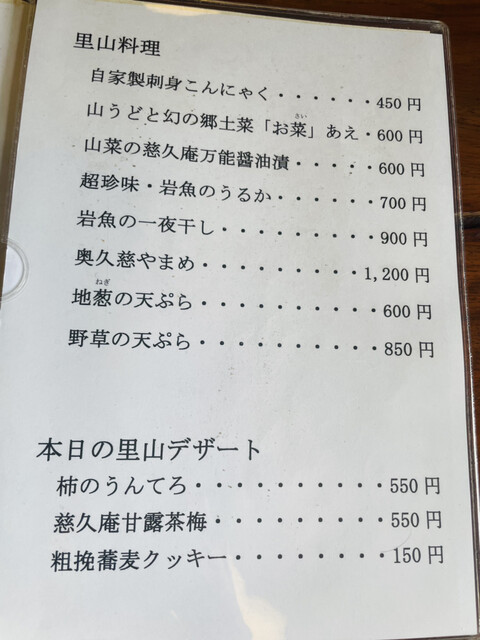 里山料理
自家製刺身こんにゃく・・・・・・450円
山うどと幻の郷土菜「お菜」あえ・600円
さい
山菜の慈久庵万能醤油漬・・・・・600円
超珍味・岩魚のうるか・・・・・・700円
岩魚の一夜干し・・・・・・・・・900円
奥久慈やまめ・・・・・・・・・1,200円
ねぎ
地葱の天ぷら・・・・・・・・・・600円
野草の天ぷら・・・・・・・・・・850円
本日の里山デザート
柿のうんてろ・・・・・・・・・・550円
慈久庵甘露茶梅・・・・・・・・・550円
粗挽蕎麦クッキー・・・・・・・・・150円